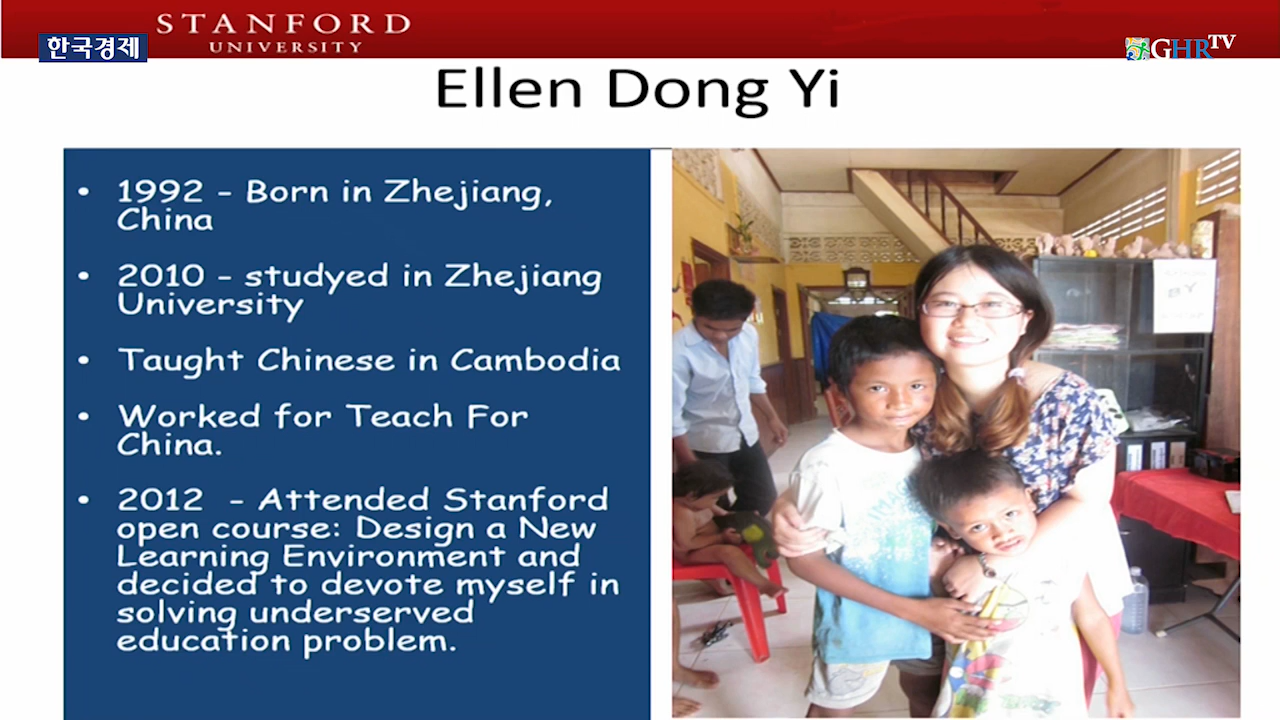 STANFORD
UNIVERSITY
한국경제
GHR TV
Ellen Dong Yi
• 1992 - Born in Zhejiang,
China
• 2010 - studyed in Zhejiang
University
• Taught Chinese in Cambodia
• Worked for Teach For
China.
• 2012 - Attended Stanford
open course: Design a New
Learning Environment and
decided to devote myself in
solving underserved
education problem.